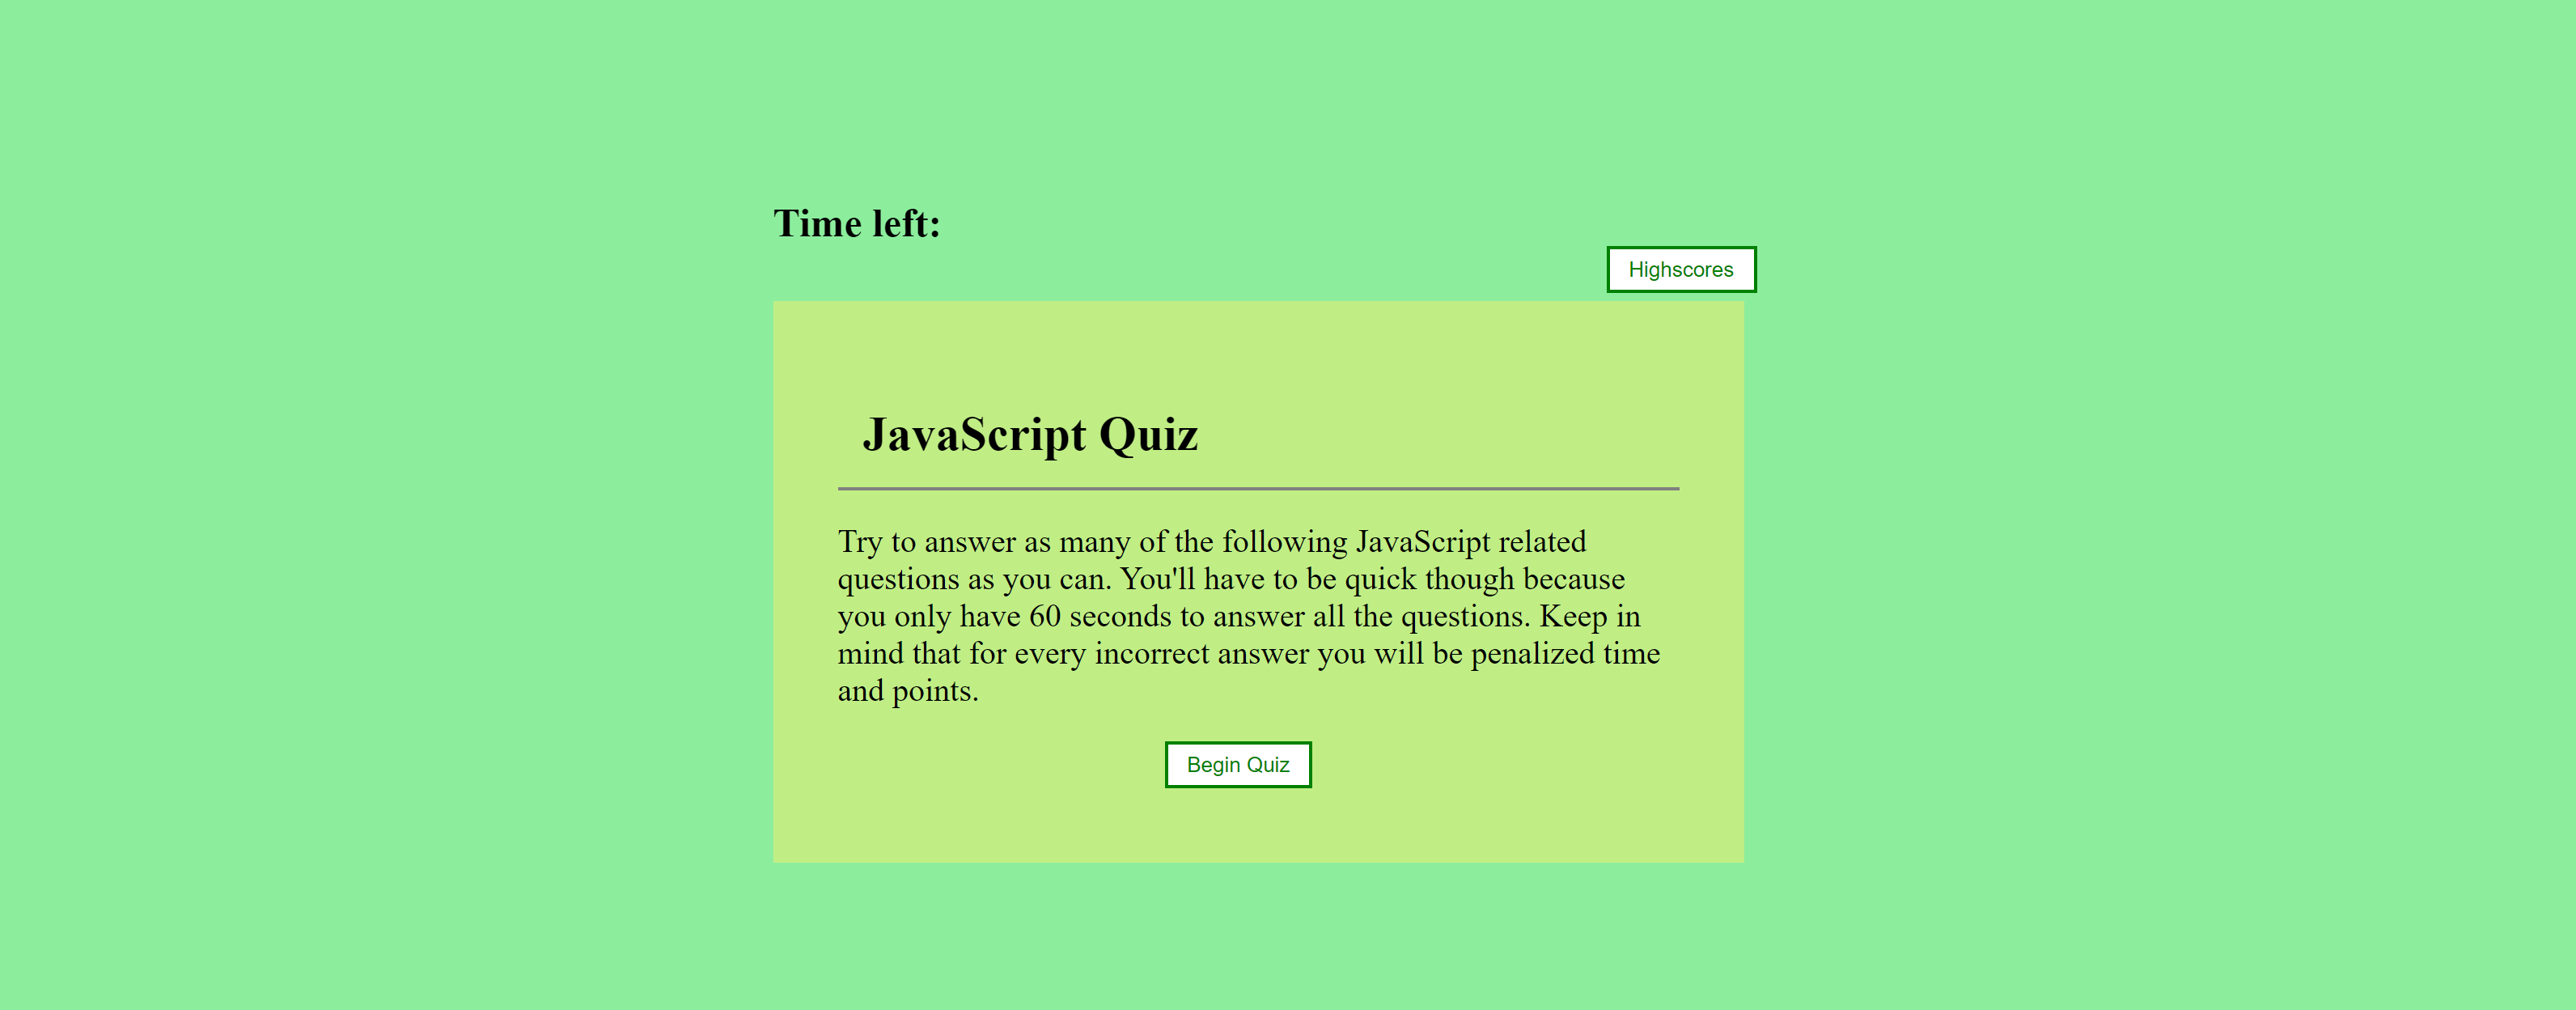 Time left:
Highscores
JavaScript Quiz
Try to answer as many of the following JavaScript related
questions as you can. You'll have to be quick though because
you only have 60 seconds to answer all the questions. Keep in
mind that for every incorrect answer you will be penalized time
and points.
Begin Quiz